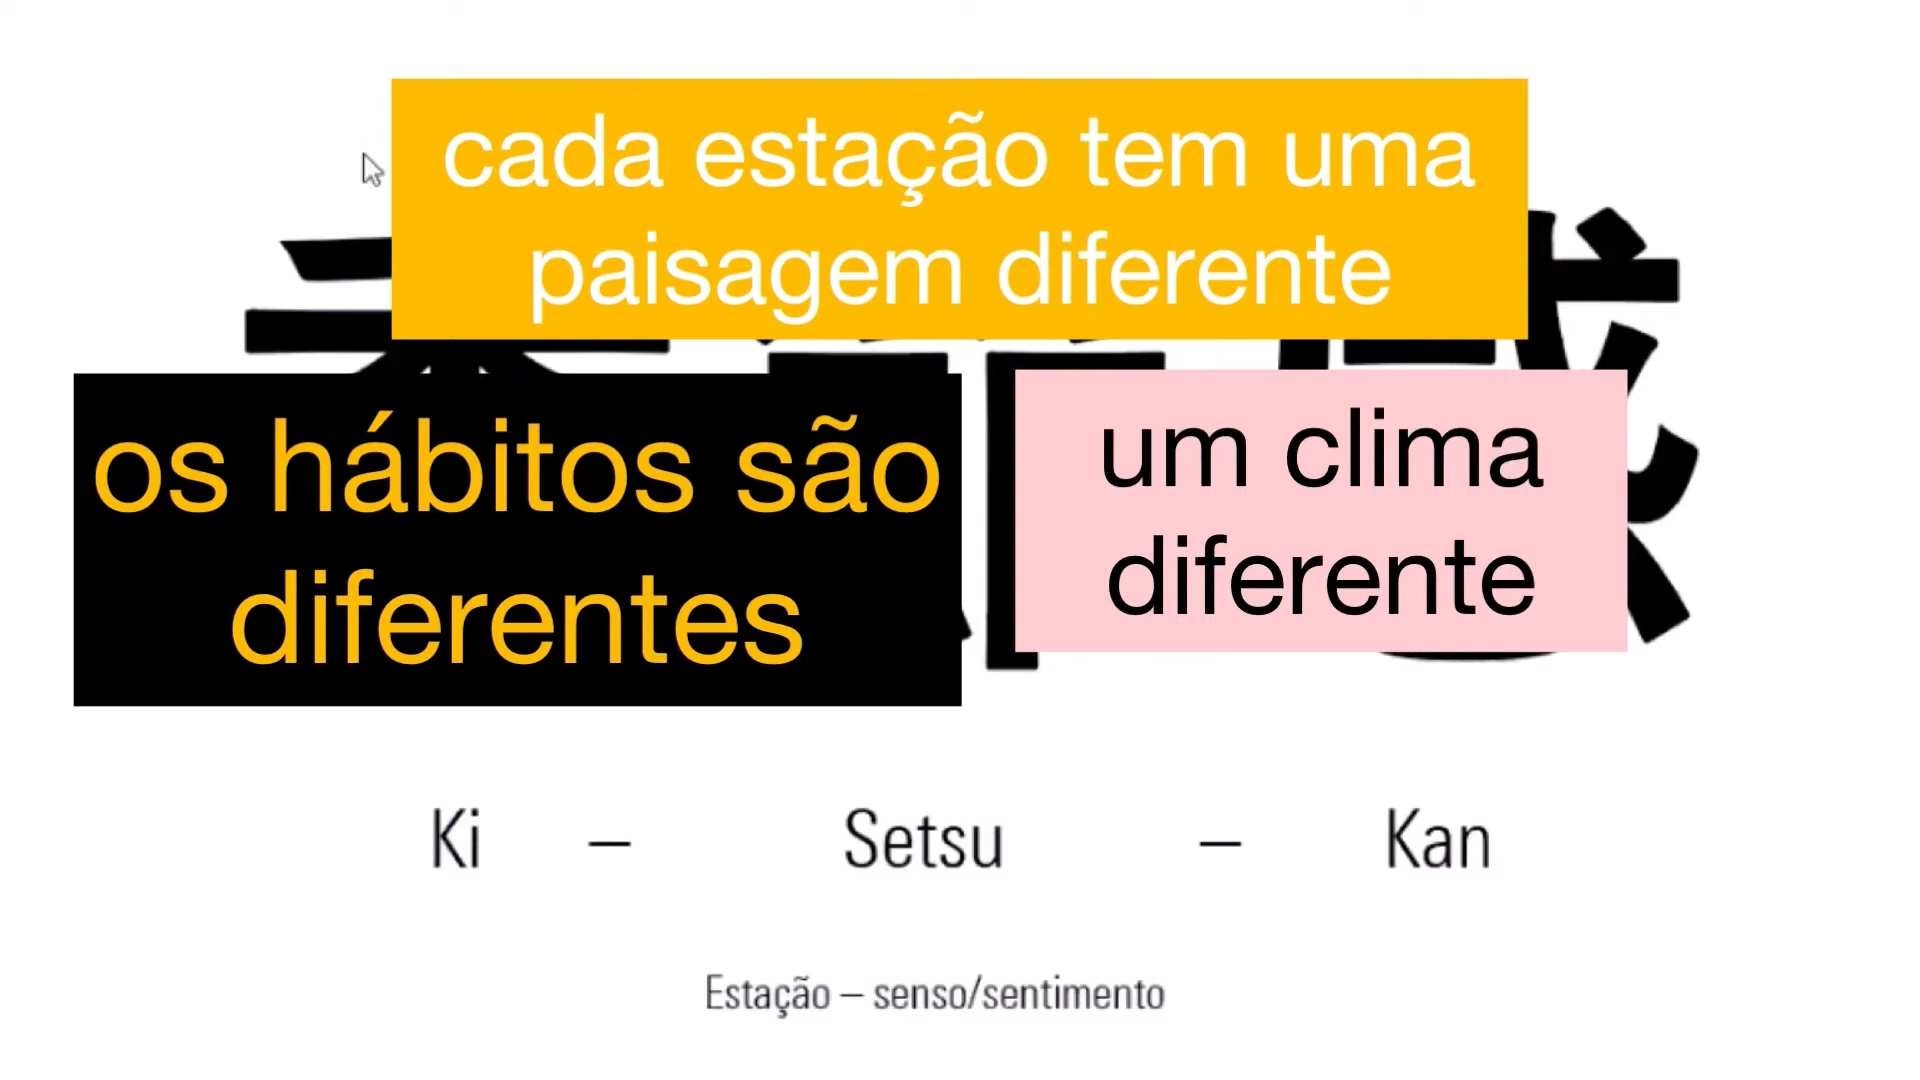 cada estação tem uma
paisagem diferente
os hábitos são
diferentes
um clima
diferente
Ki – Setsu – Kan
Estação – senso/sentimento